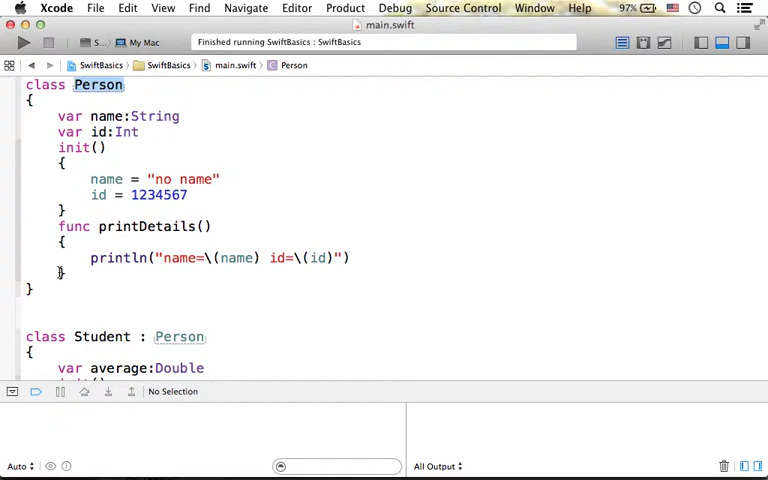 Xcode File Edit View Find Navigate Editor Product Debug Source Control Window Help 97%
main.swift
S... My Mac Finished running SwiftBasics : SwiftBasics
SwiftBasics SwiftBasics main.swift C Person
class Person
{
var name:String
var id:Int
init()
{
name = "no name"
id = 1234567
}
func printDetails()
{
println("name=\(name) id=\(id)")
}
}
class Student : Person
{
var average:Double
No Selection
Auto All Output